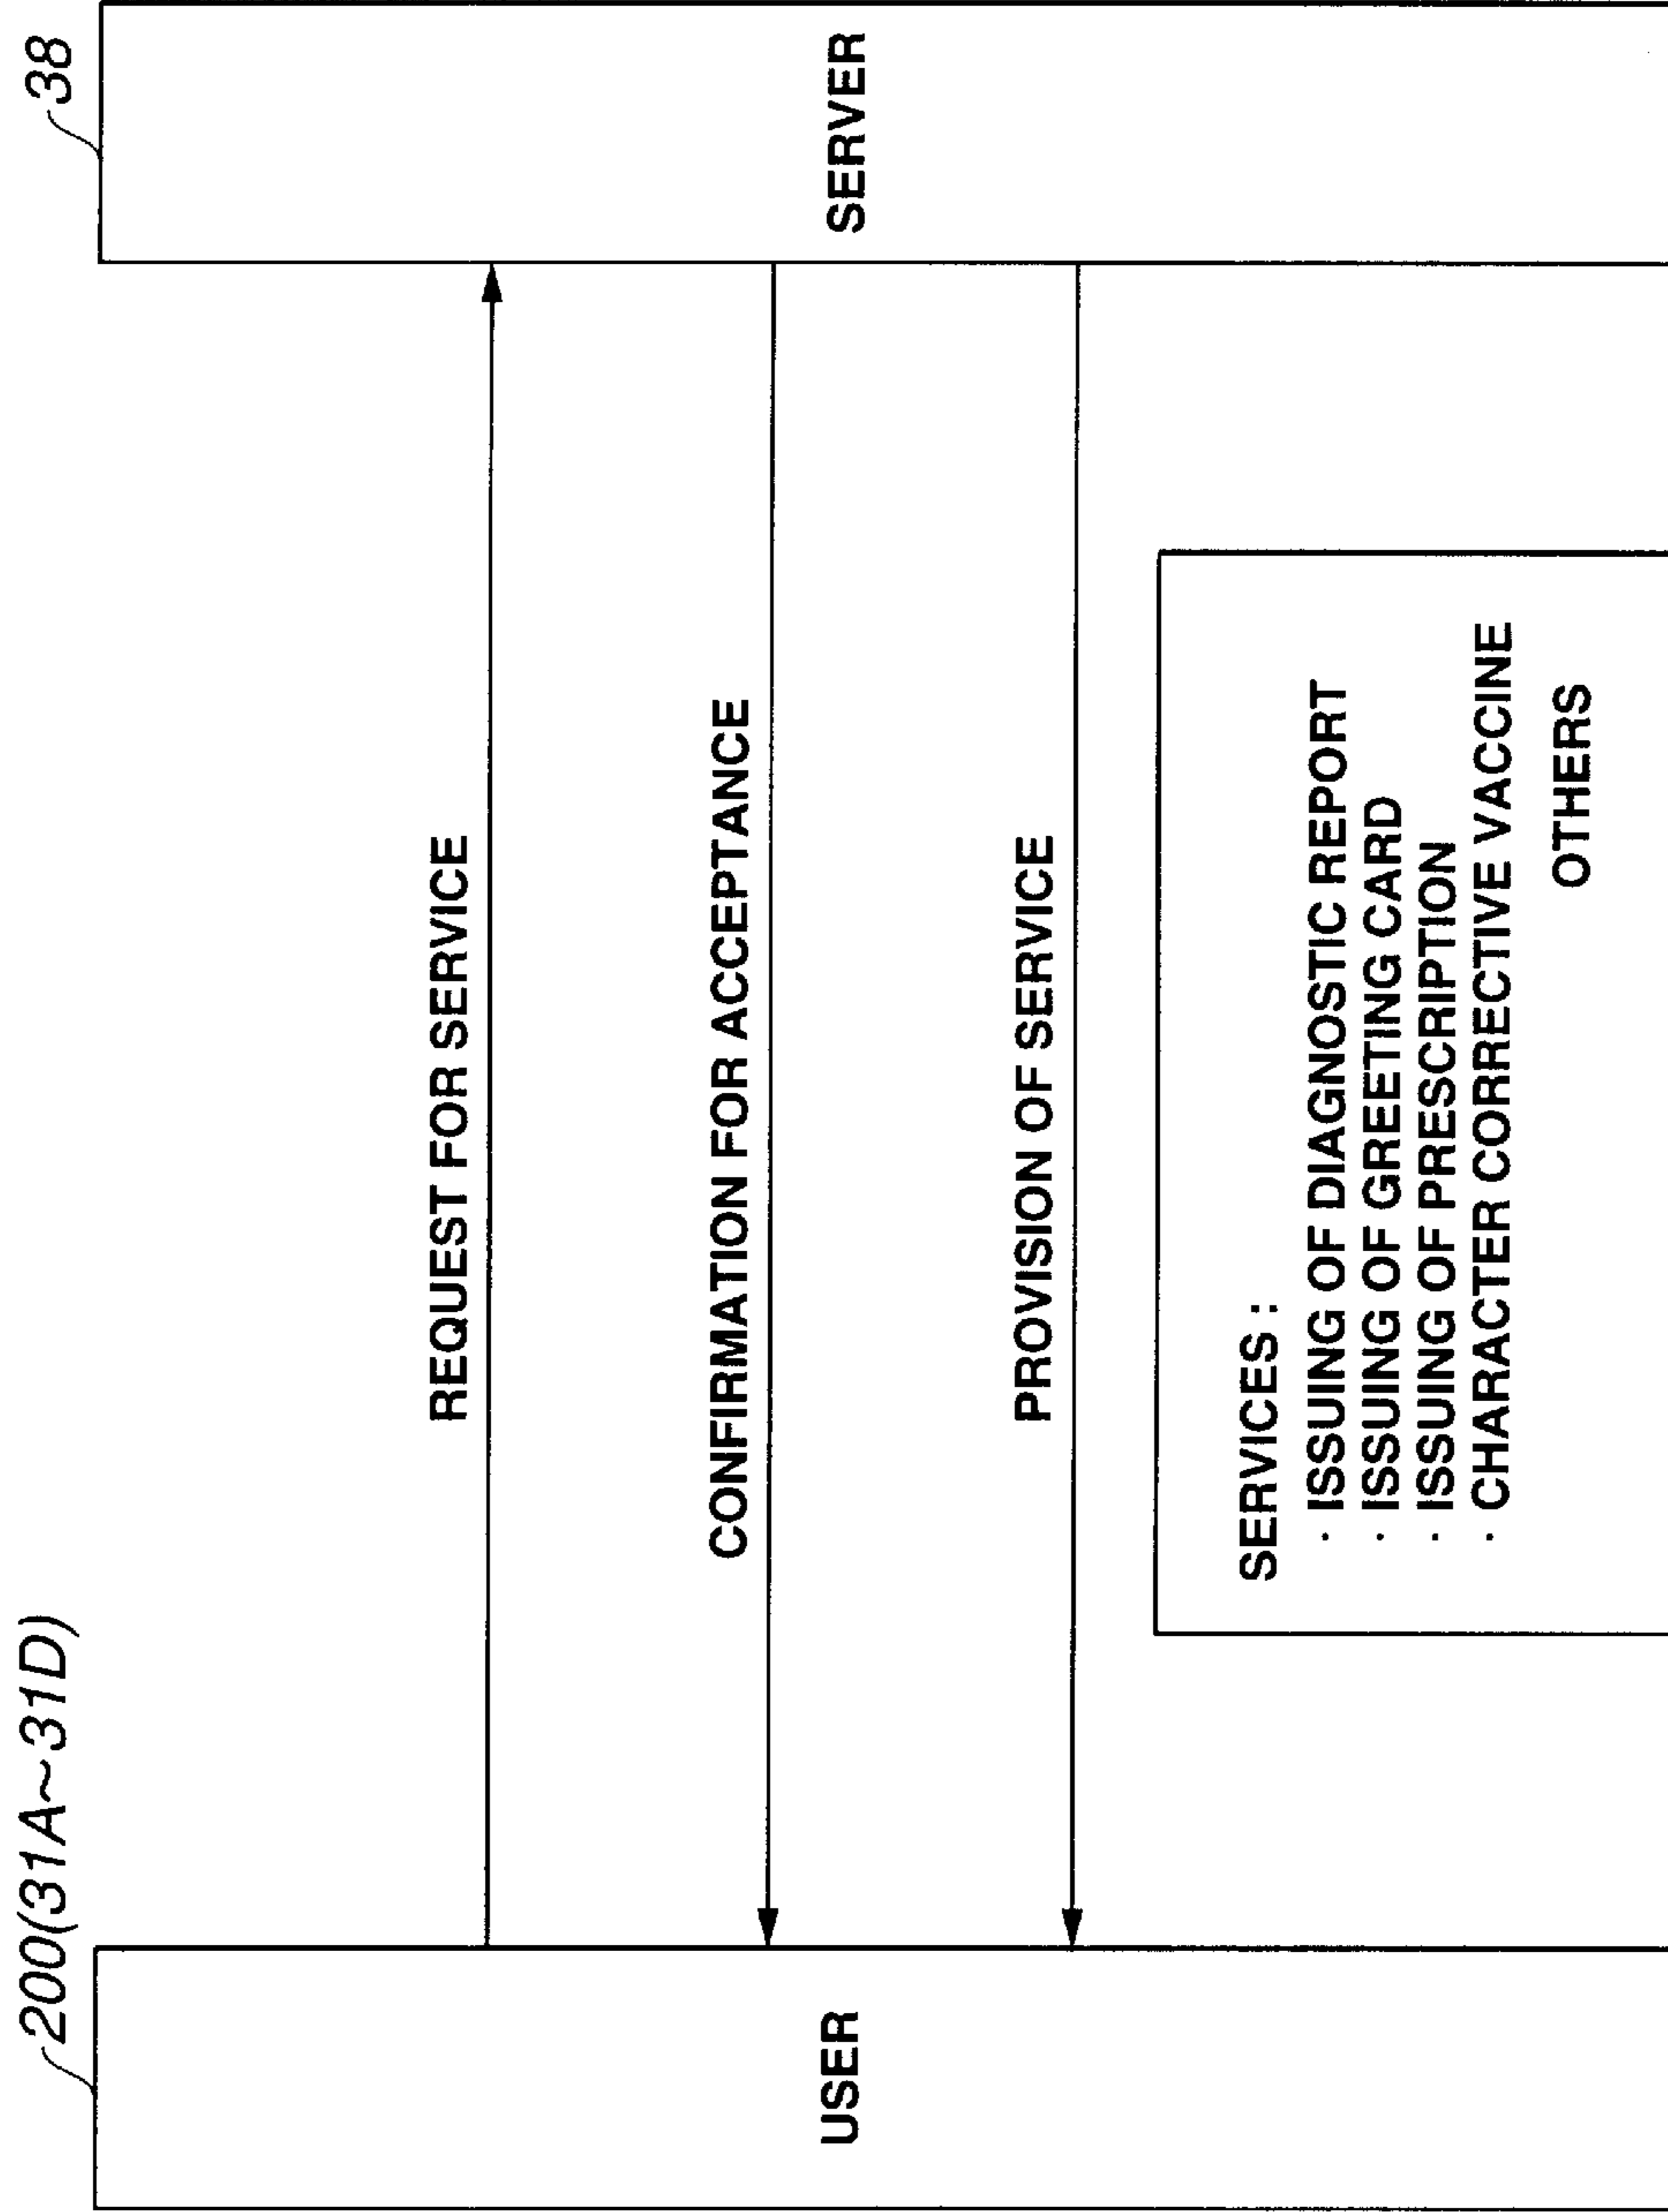 200(31A~31D)
38
REQUEST FOR SERVICE
CONFIRMATION FOR ACCEPTANCE
USER
SERVER
PROVISION OF SERVICE
SERVICES :
· ISSUING OF DIAGNOSTIC REPORT
· ISSUING OF GREETING CARD
· ISSUING OF PRESCRIPTION
· CHARACTER CORRECTIVE VACCINE
OTHERS